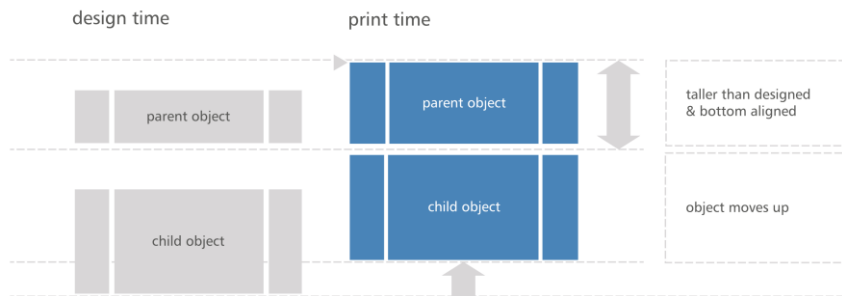 design time
print time
parent object
parent object
taller than designed
& bottom aligned
child object
child object
object moves up